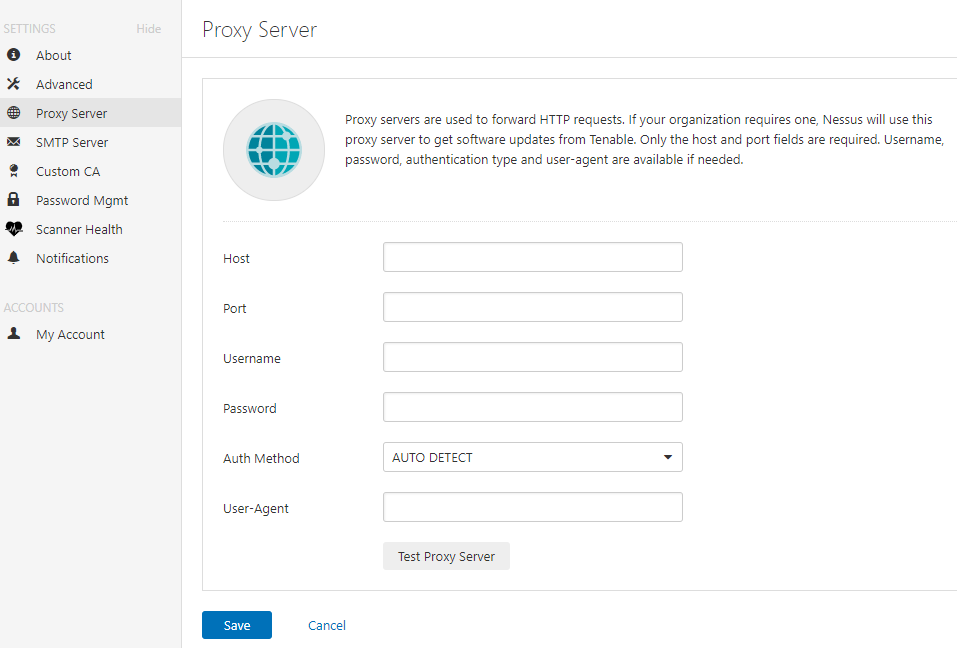 SETTINGS Hide
About
Advanced
Proxy Server
SMTP Server
Custom CA
Password Mgmt
Scanner Health
Notifications
ACCOUNTS
My Account
Proxy Server
Proxy servers are used to forward HTTP requests. If your organization requires one, Nessus will use this
proxy server to get software updates from Tenable. Only the host and port fields are required. Username,
password, authentication type and user-agent are available if needed.
Host
Port
Username
Password
Auth Method AUTO DETECT
User-Agent
Test Proxy Server
Save Cancel